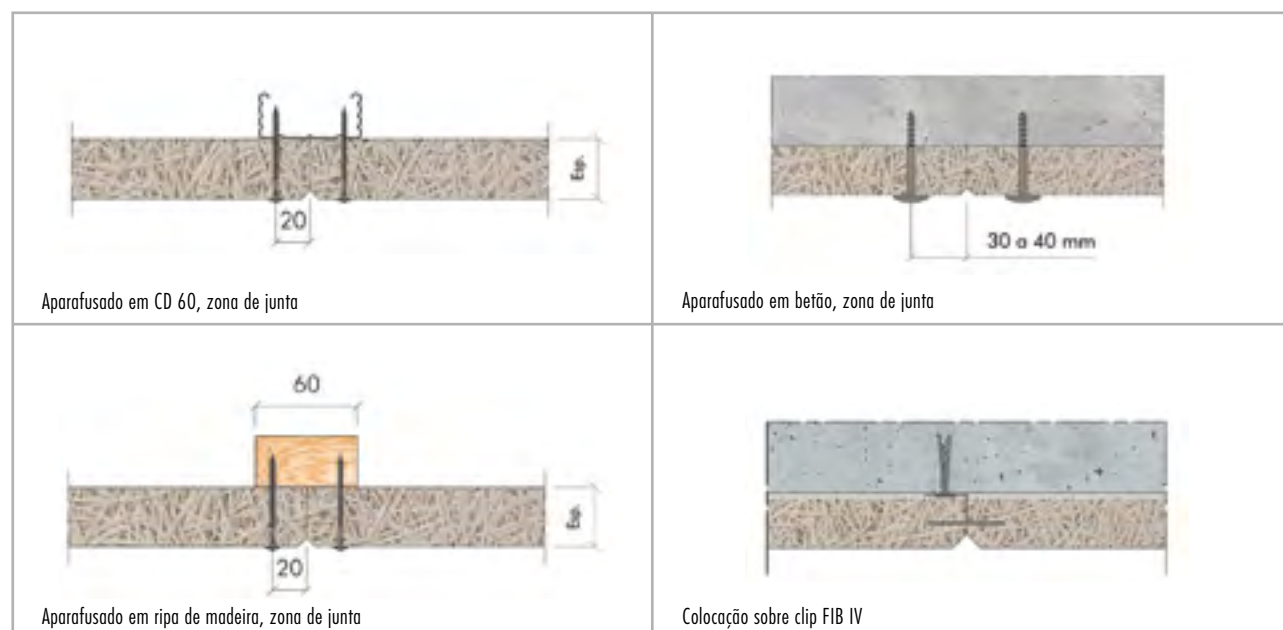 Esp.
20
Aparafusado em CD 60, zona de junta
30 a 40 mm
Aparafusado em betão, zona de junta
60
Esp.
20
Aparafusado em ripa de madeira, zona de junta
Colocação sobre clip FIB IV